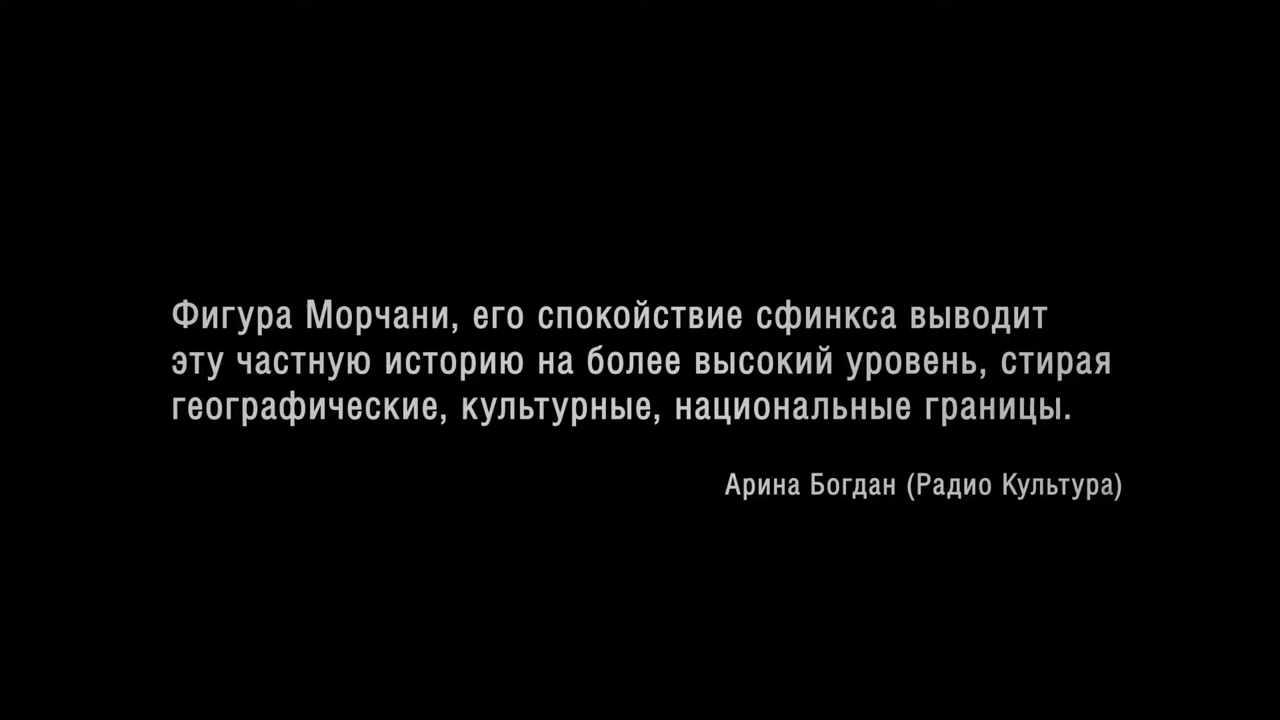 Фигура Морчани, его спокойствие сфинкса выводит
эту частную историю на более высокий уровень, стирая
географические, культурные, национальные границы.
Арина Богдан (Радио Культура)